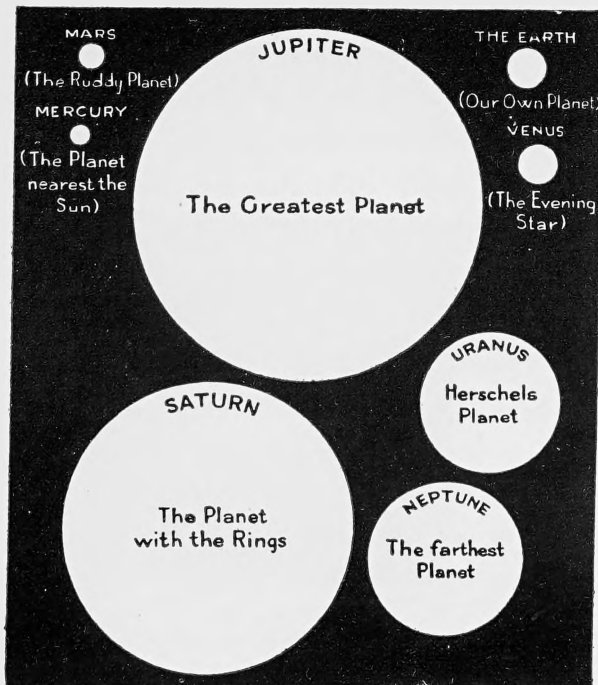 MARS
(The Ruddy Planet)
MERCURY
(The Planet
nearest the
Sun)
JUPITER
The Greatest Planet
THE EARTH
(Our Own Planet)
VENUS
(The Evening
Star)
URANUS
Herschels
Planet
SATURN
The Planet
with the Rings
NEPTUNE
The farthest
Planet